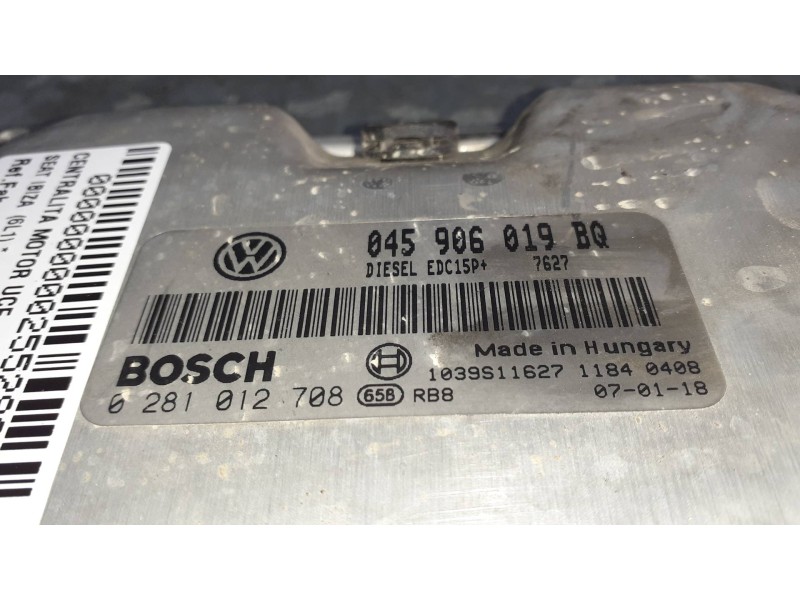 045 906 019 BQ
DIESEL EDC15P+ 7627
BOSCH
Made in Hungary
1039S11627 1184 0408
0 281 012 708 658 RB8 07-01-18
CENTRALITA MOTOR UCE
SEAT IBIZA (6L1) *